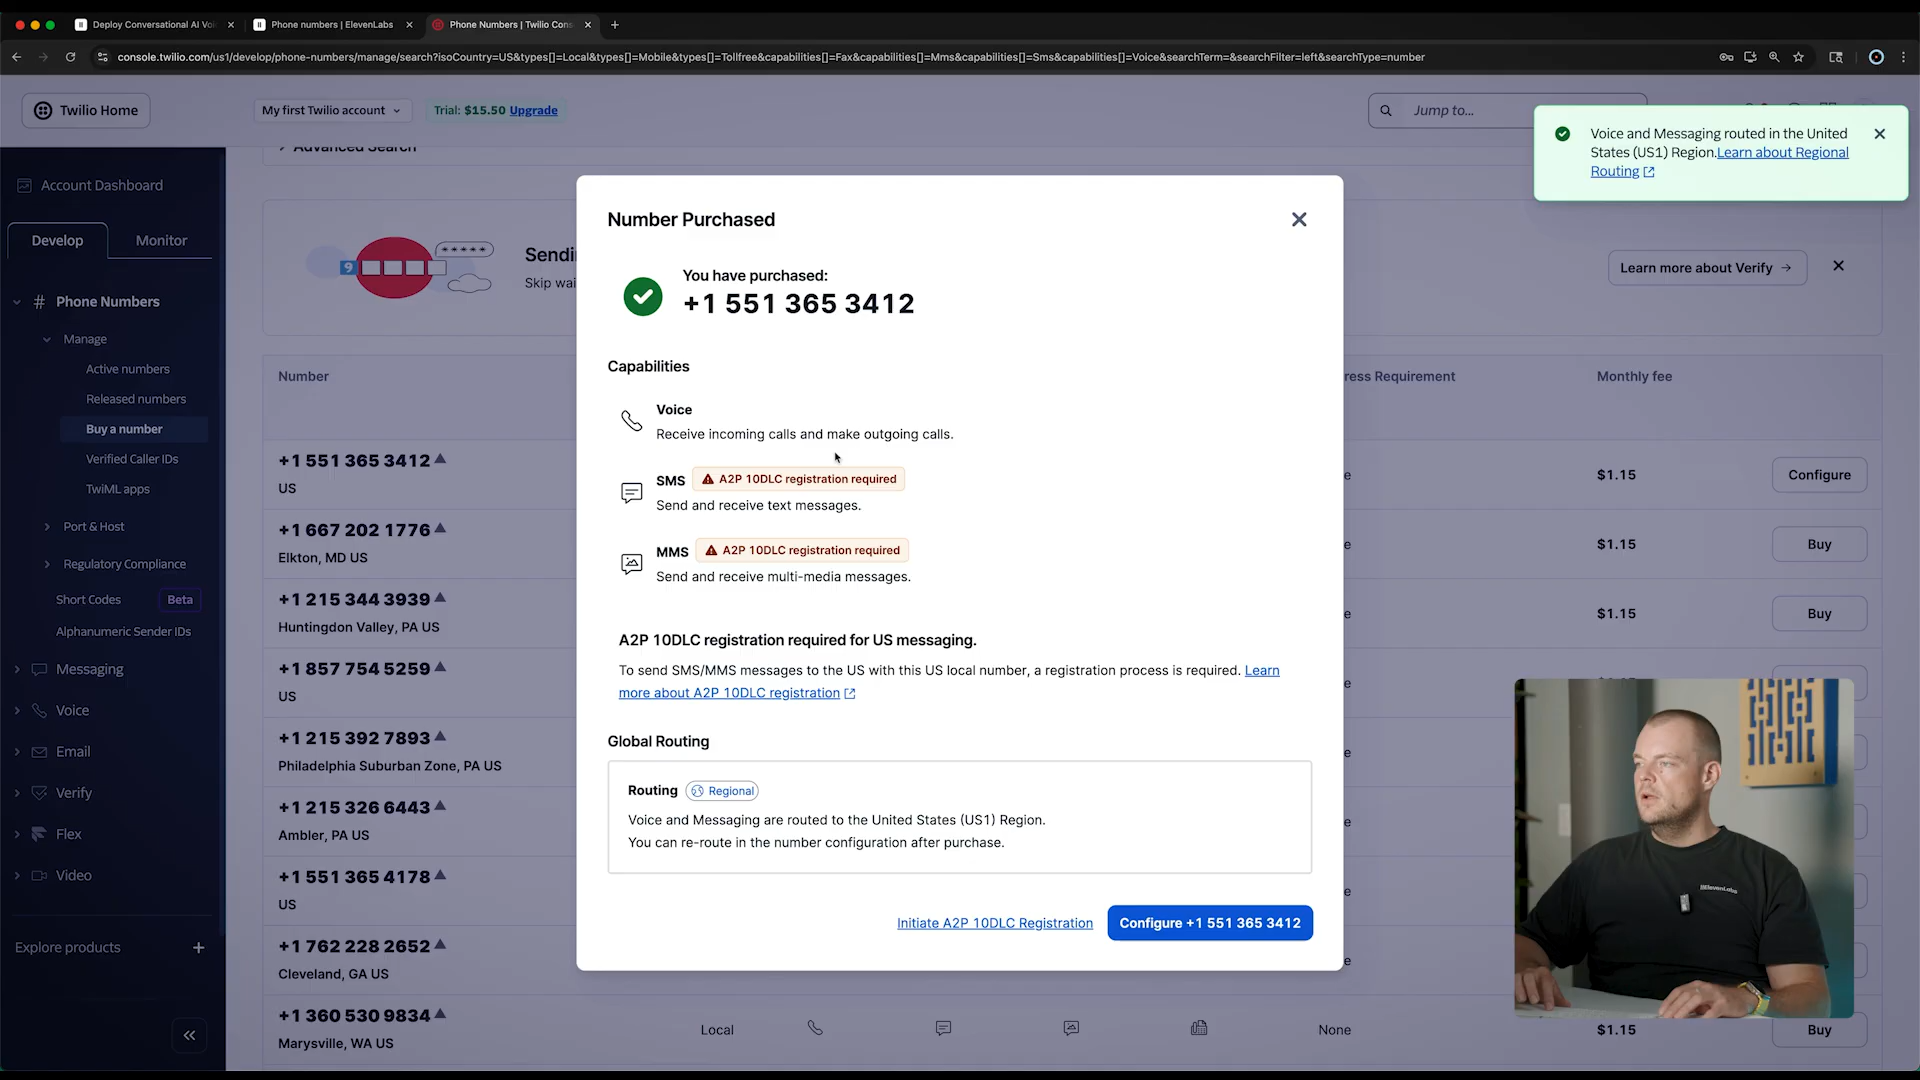 Deploy Conversational AI Voi
Phone numbers | ElevenLabs
Phone Numbers | Twilio Cons
console.twilio.com/us1/develop/phone-numbers/manage/search?isoCountry=US&types[]=Local&types[]=Mobile&types[]=Tollfree&capabilities[]=Fax&capabilities[]=Mms&capabilities[]=Sms&capabilities[]=Voice&searchTerm=&searchFilter=left&searchType=number
Twilio Home
My first Twilio account
Trial: $15.50 Upgrade
Jump to...
Voice and Messaging routed in the United
States (US1) Region.Learn about Regional
Routing
Account Dashboard
Develop
Monitor
# Phone Numbers
Manage
Active numbers
Released numbers
Buy a number
Verified Caller IDs
TwiML apps
Port & Host
Regulatory Compliance
Short Codes Beta
Alphanumeric Sender IDs
Messaging
Voice
Email
Verify
Flex
Video
Explore products +
Advanced Search
9
*****
Sendi
Skip wai
Learn more about Verify →
Number
ress Requirement
Monthly fee
+1 551 365 3412
US
e
$1.15
Configure
+1 667 202 1776
Elkton, MD US
e
$1.15
Buy
+1 215 344 3939
Huntingdon Valley, PA US
e
$1.15
Buy
+1 857 754 5259
US
e
+1 215 392 7893
Philadelphia Suburban Zone, PA US
e
+1 215 326 6443
Ambler, PA US
e
+1 551 365 4178
US
e
+1 762 228 2652
Cleveland, GA US
e
+1 360 530 9834
Marysville, WA US
Local
None
$1.15
Buy
Number Purchased
You have purchased:
+1 551 365 3412
Capabilities
Voice
Receive incoming calls and make outgoing calls.
SMS A2P 10DLC registration required
Send and receive text messages.
MMS A2P 10DLC registration required
Send and receive multi-media messages.
A2P 10DLC registration required for US messaging.
To send SMS/MMS messages to the US with this US local number, a registration process is required. Learn
more about A2P 10DLC registration
Global Routing
Routing Regional
Voice and Messaging are routed to the United States (US1) Region.
You can re-route in the number configuration after purchase.
Initiate A2P 10DLC Registration
Configure +1 551 365 3412
IIElevenLabs